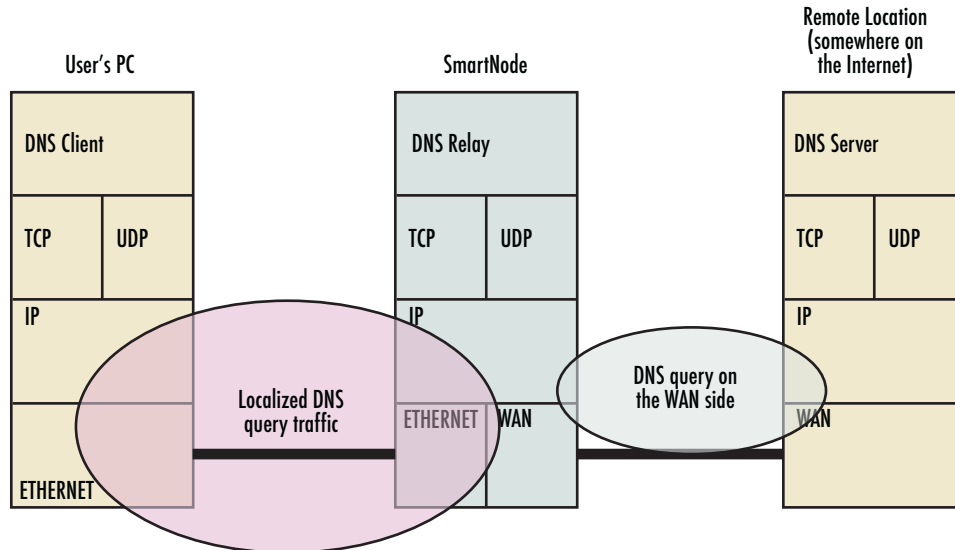 User's PC
DNS Client
TCP
UDP
IP
ETHERNET
Localized DNS
query traffic
SmartNode
DNS Relay
TCP
UDP
IP
ETHERNET
WAN
DNS query on
the WAN side
Remote Location
(somewhere on
the Internet)
DNS Server
TCP
UDP
IP
WAN